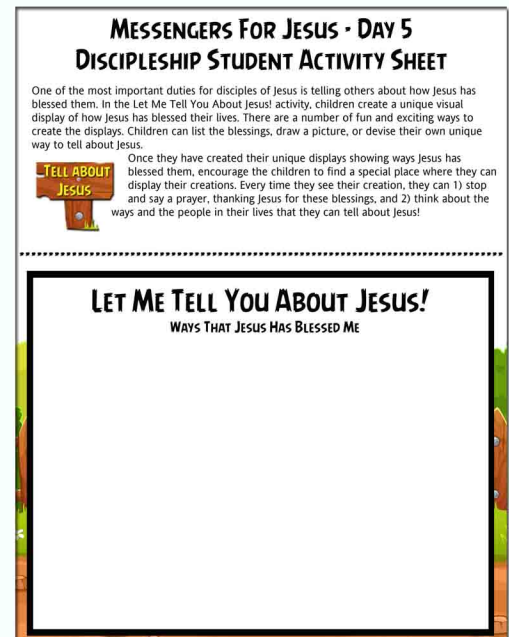 Messengers For Jesus - Day 5
Discipleship Student Activity Sheet
One of the most important duties for disciples of Jesus is telling others about how Jesus has
blessed them. In the Let Me Tell You About Jesus! activity, children create a unique visual
display of how Jesus has blessed their lives. There are a number of fun and exciting ways to
create the displays. Children can list the blessings, draw a picture, or devise their own unique
way to tell about Jesus.
Once they have created their unique displays showing ways Jesus has
blessed them, encourage the children to find a special place where they can
display their creations. Every time they see their creation, they can 1) stop
and say a prayer, thanking Jesus for these blessings, and 2) think about the
ways and the people in their lives that they can tell about Jesus!
Tell About
Jesus
Let Me Tell You About Jesus!
Ways That Jesus Has Blessed Me